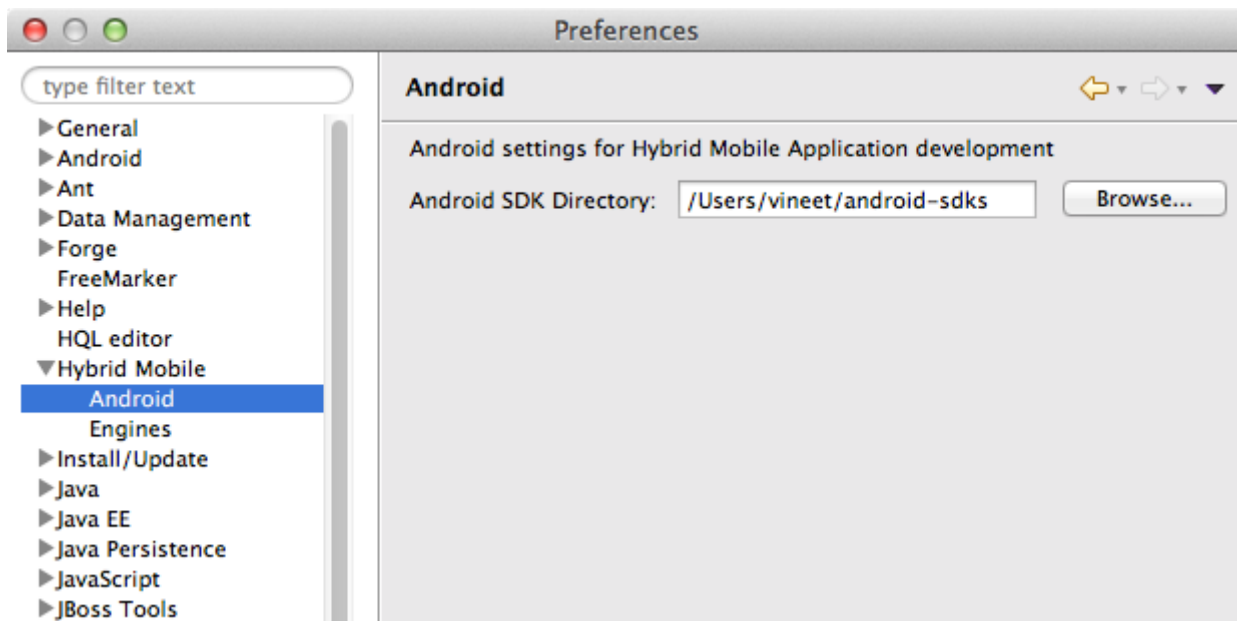 Preferences
type filter text
General
Android
Ant
Data Management
Forge
FreeMarker
Help
HQL editor
Hybrid Mobile
Android
Engines
Install/Update
Java
Java EE
Java Persistence
JavaScript
JBoss Tools
Android
Android settings for Hybrid Mobile Application development
Android SDK Directory: /Users/vineet/android-sdks Browse...